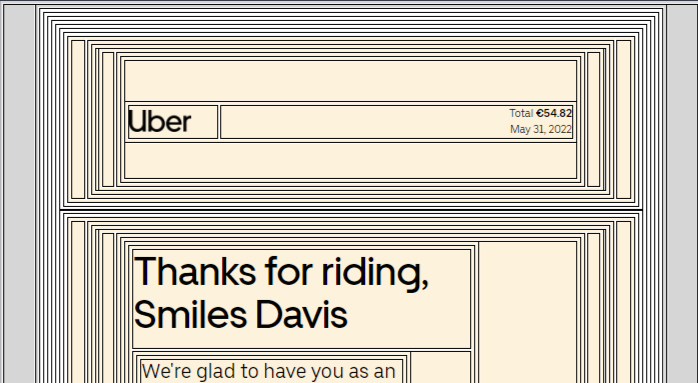 Uber
Total €54.82
May 31, 2022
Thanks for riding,
Smiles Davis
We're glad to have you as an